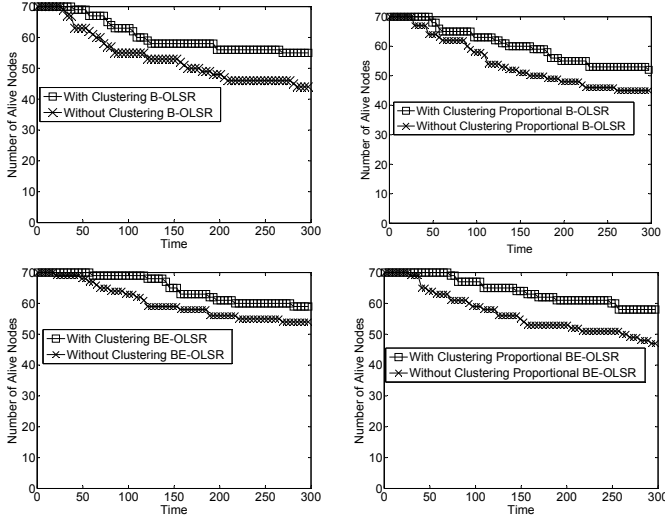 70
60
50
40
30
20
10
0
Number of Alive Nodes
With Clustering B-OLSR
Without Clustering B-OLSR
0 50 100 150 200 250 300
Time
70
60
50
40
30
20
10
0
Number of Alive Nodes
With Clustering Proportional B-OLSR
Without Clustering Proportional B-OLSR
0 50 100 150 200 250 300
Time
70
60
50
40
30
20
10
0
Number of Alive Nodes
With Clustering BE-OLSR
Without Clustering BE-OLSR
0 50 100 150 200 250 300
Time
70
60
50
40
30
20
10
0
Number of Alive Nodes
With Clustering Proportional BE-OLSR
Without Clustering Proportional BE-OLSR
0 50 100 150 200 250 300
Time